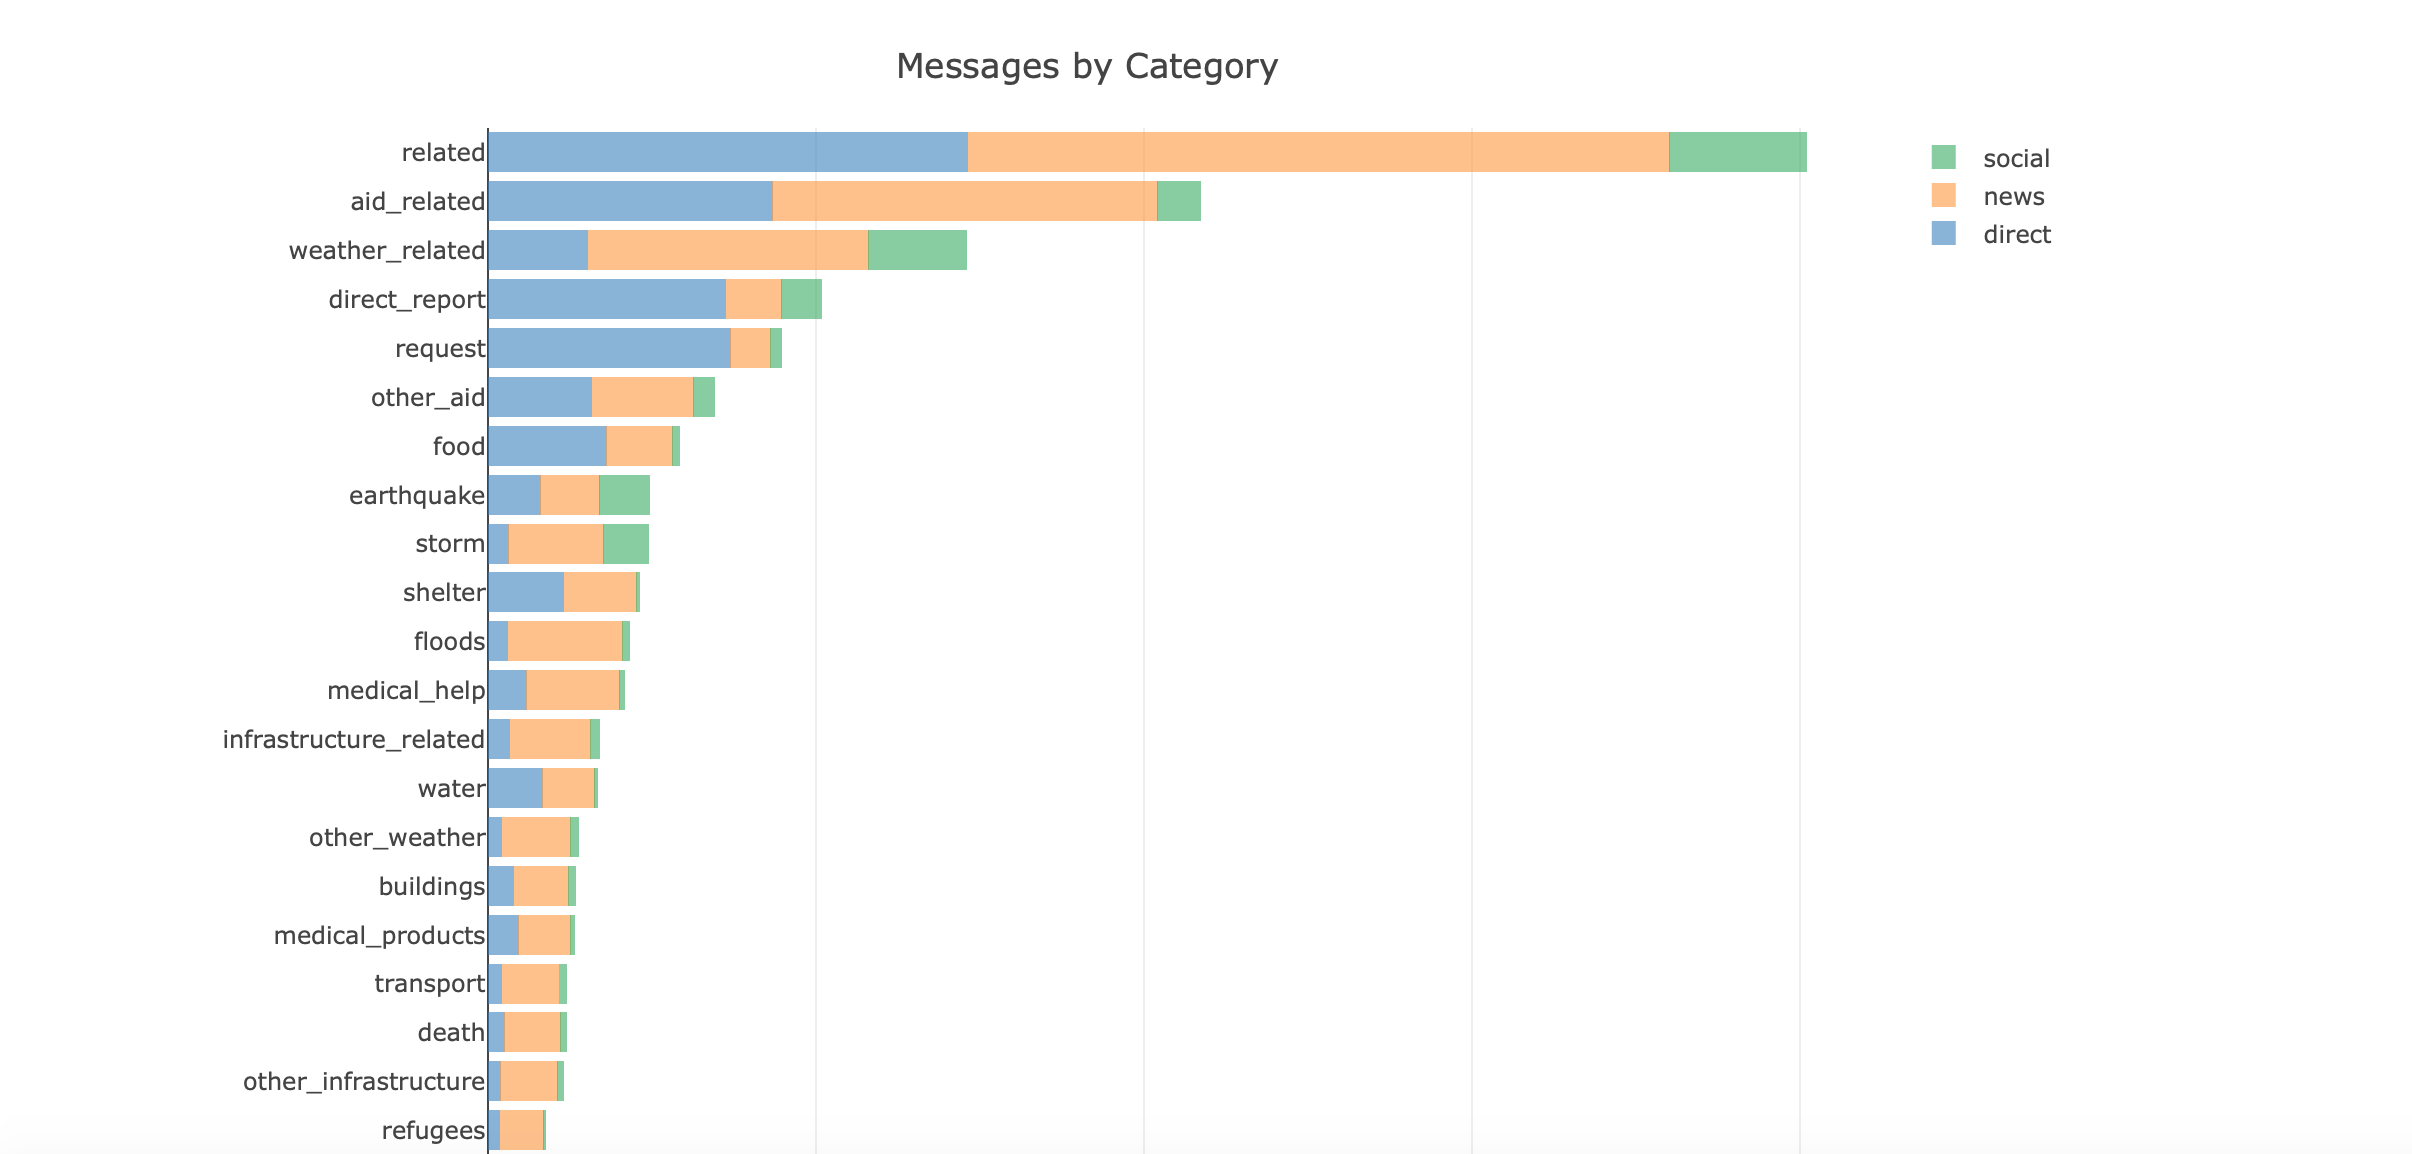 Messages by Category
related
aid_related
weather_related
direct_report
request
other_aid
food
earthquake
storm
shelter
floods
medical_help
infrastructure_related
water
other_weather
buildings
medical_products
transport
death
other_infrastructure
refugees
social
news
direct